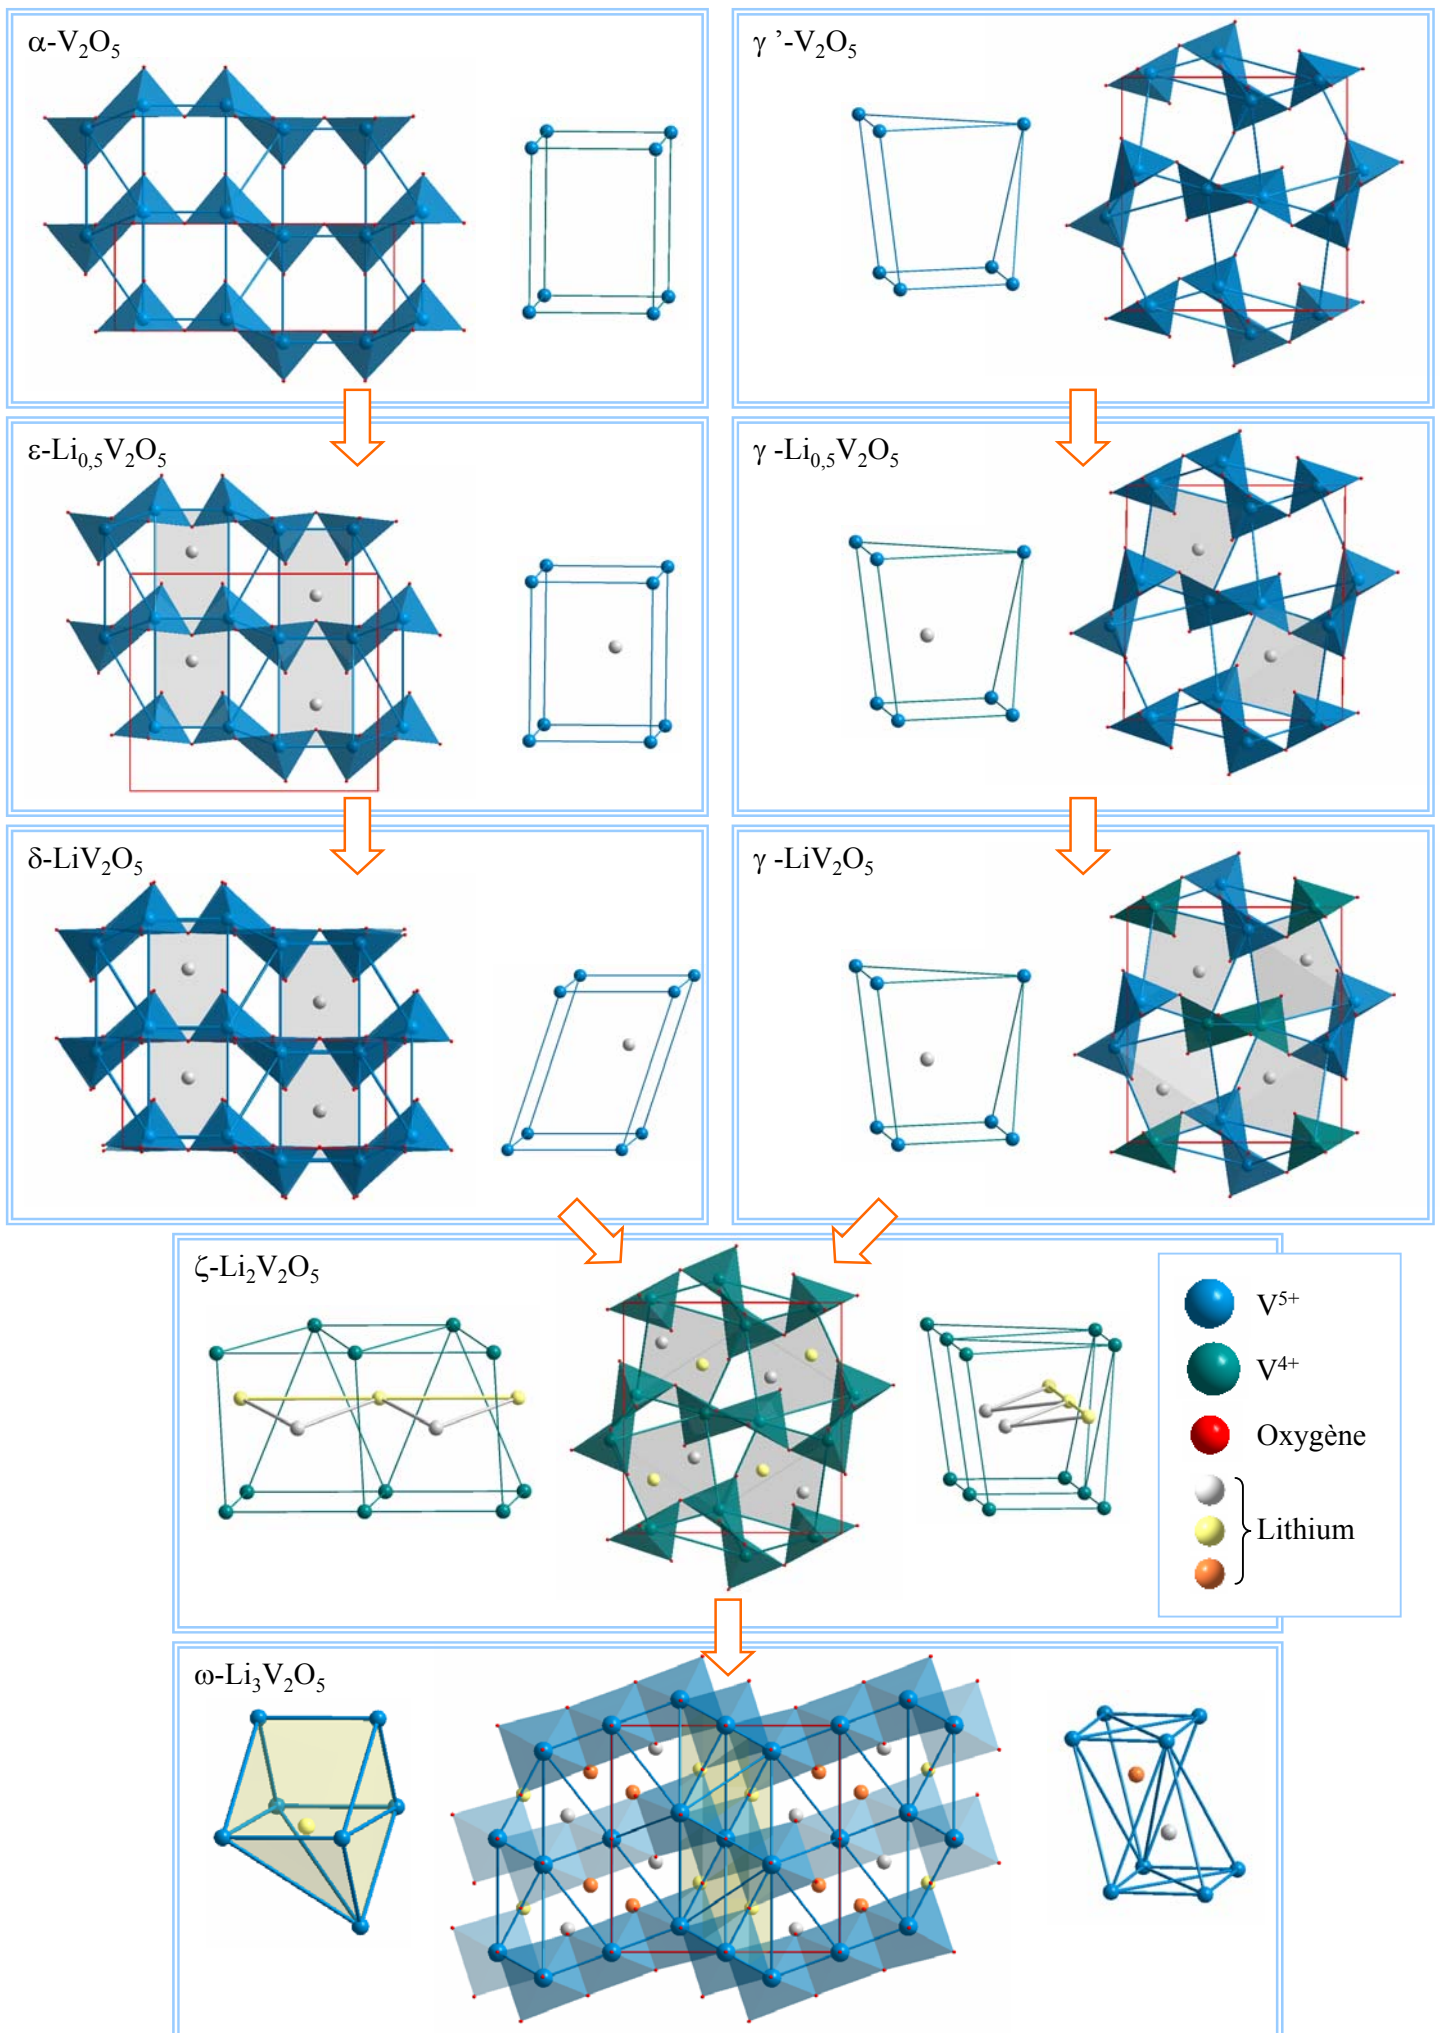 α-V₂O₅
γ ’-V₂O₅
ε-Li₀,₅V₂O₅
γ -Li₀,₅V₂O₅
δ-LiV₂O₅
γ -LiV₂O₅
ζ-Li₂V₂O₅
V⁵⁺
V⁴⁺
Oxygène
Lithium
ω-Li₃V₂O₅